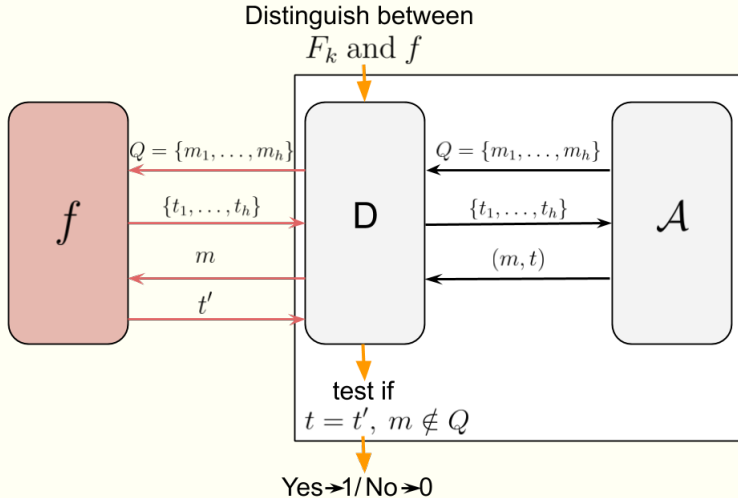 Distinguish between
F_k and f
Q = {m_1, . . . , m_h}
Q = {m_1, . . . , m_h}
{t_1, . . . , t_h}
{t_1, . . . , t_h}
f
D
𝒜
m
(m, t)
t′
test if
t = t′, m ∉ Q
Yes→1/No→0